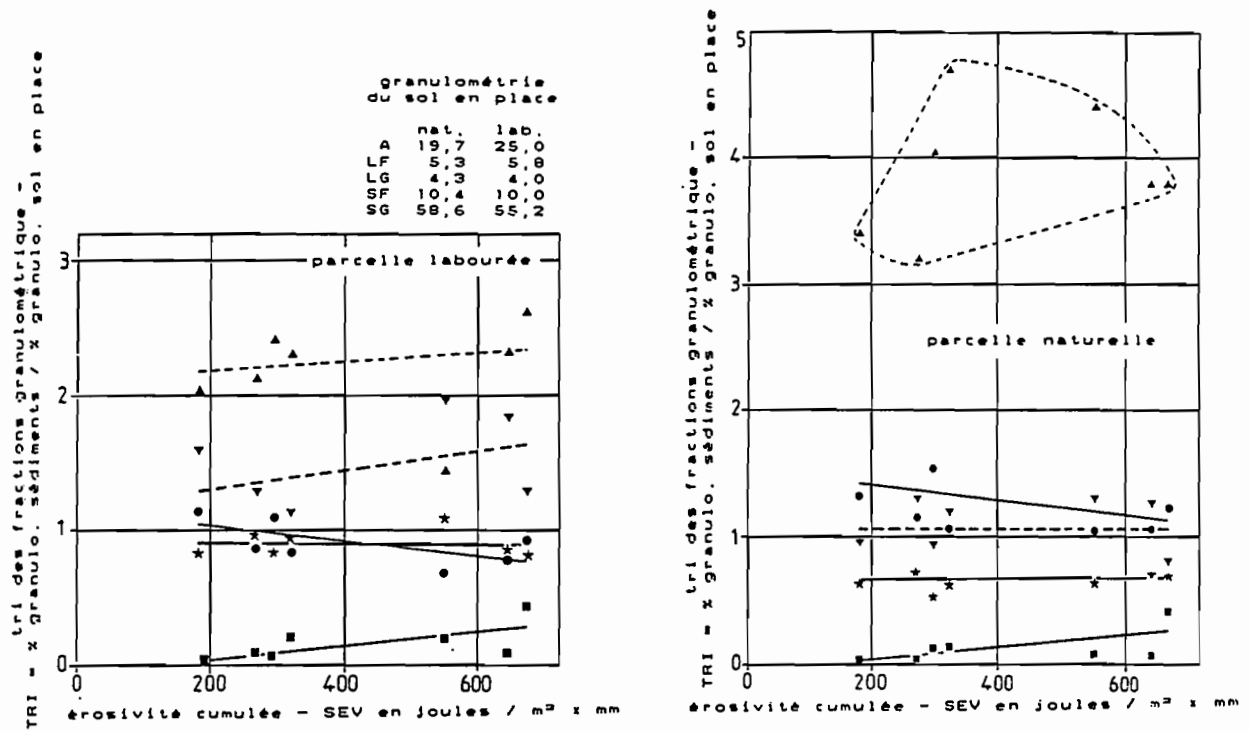 TRI = tri des fractions granulométrique -
% granulo. sédiments / % granulo. sol en place
granulométrie
du sol en place
nat. lab.
A 19,7 25,0
LF 5,3 5,8
LG 4,3 4,0
SF 10,4 10,0
SG 58,6 55,2
parcelle labourée
3
2
1
0
0 200 400 600
érosivité cumulée - SEV en joules / m² x mm
TRI = tri des fractions granulométrique -
% granulo. sédiments / % granulo. sol en place
5
4
3
parcelle naturelle
2
1
0
0 200 400 600
érosivité cumulée - SEV en joules / m² x mm